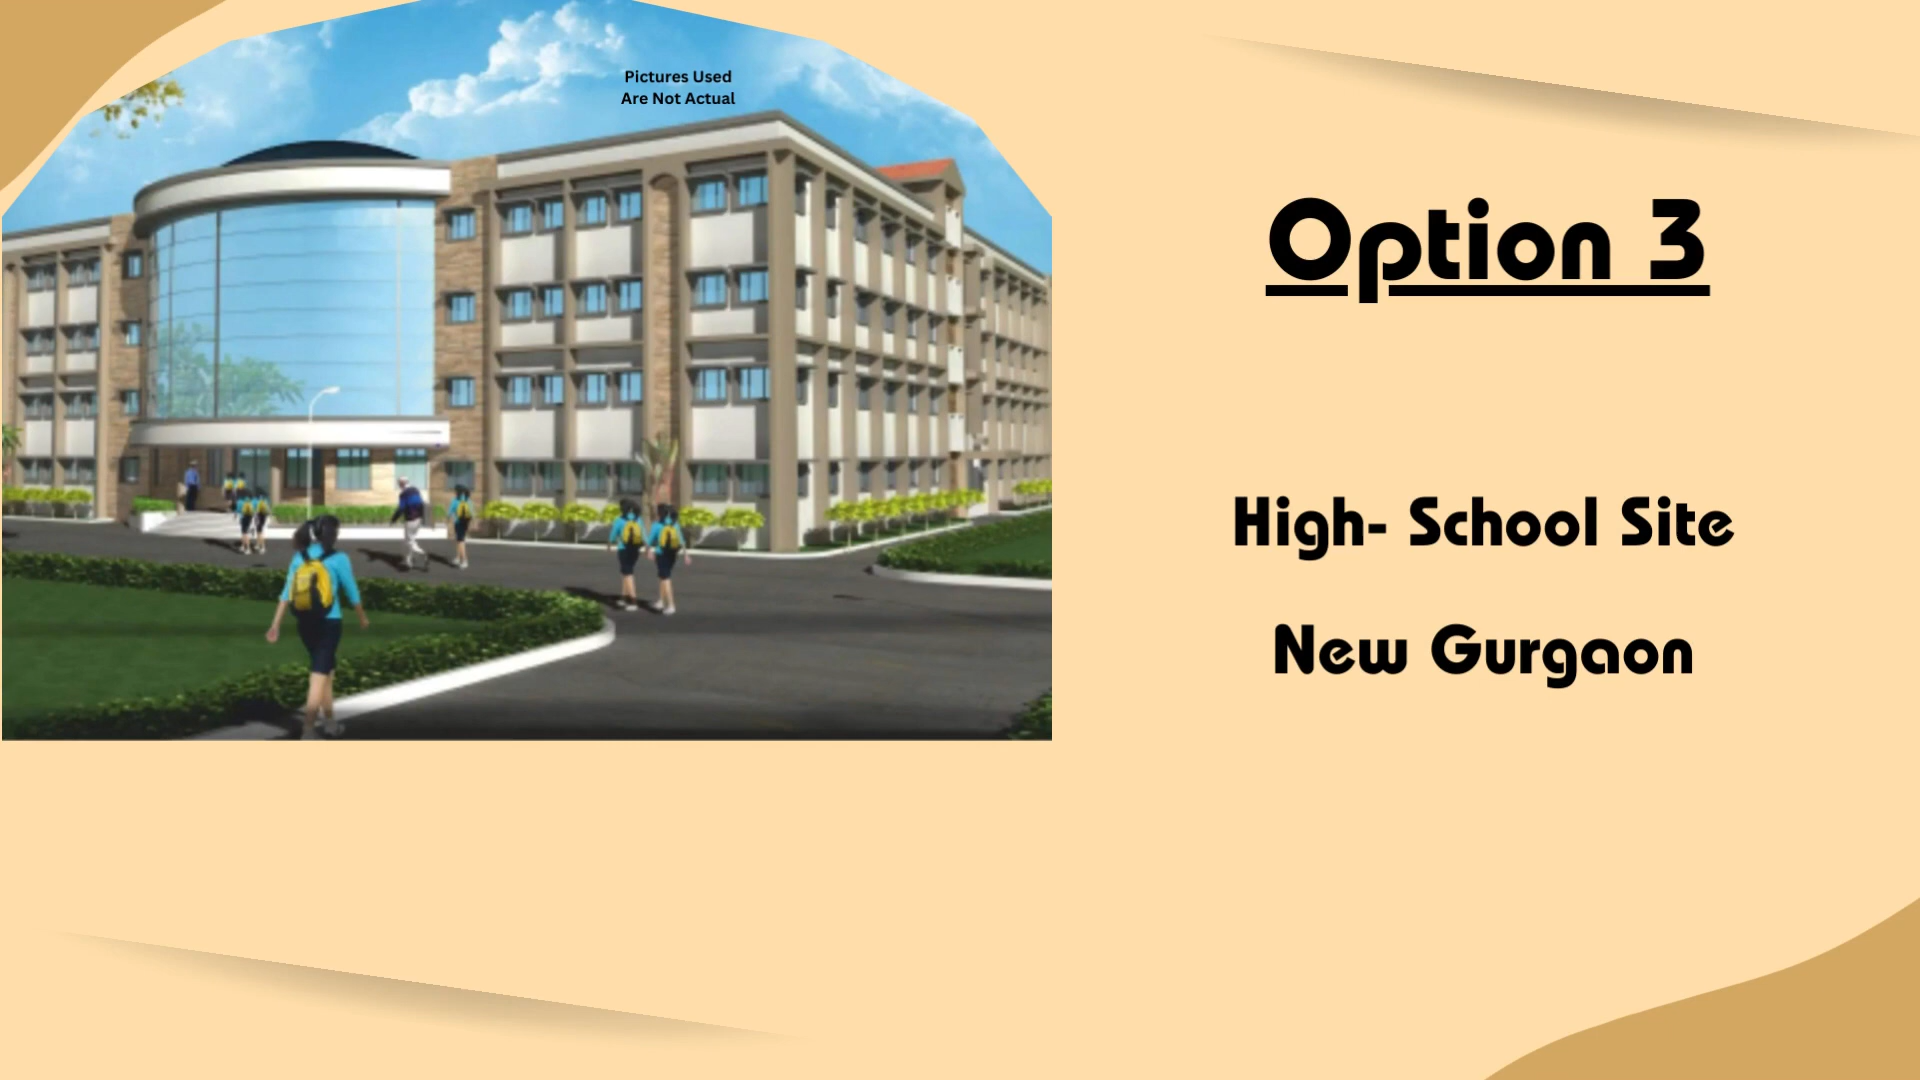 Pictures Used
Are Not Actual
Option 3
High- School Site
New Gurgaon